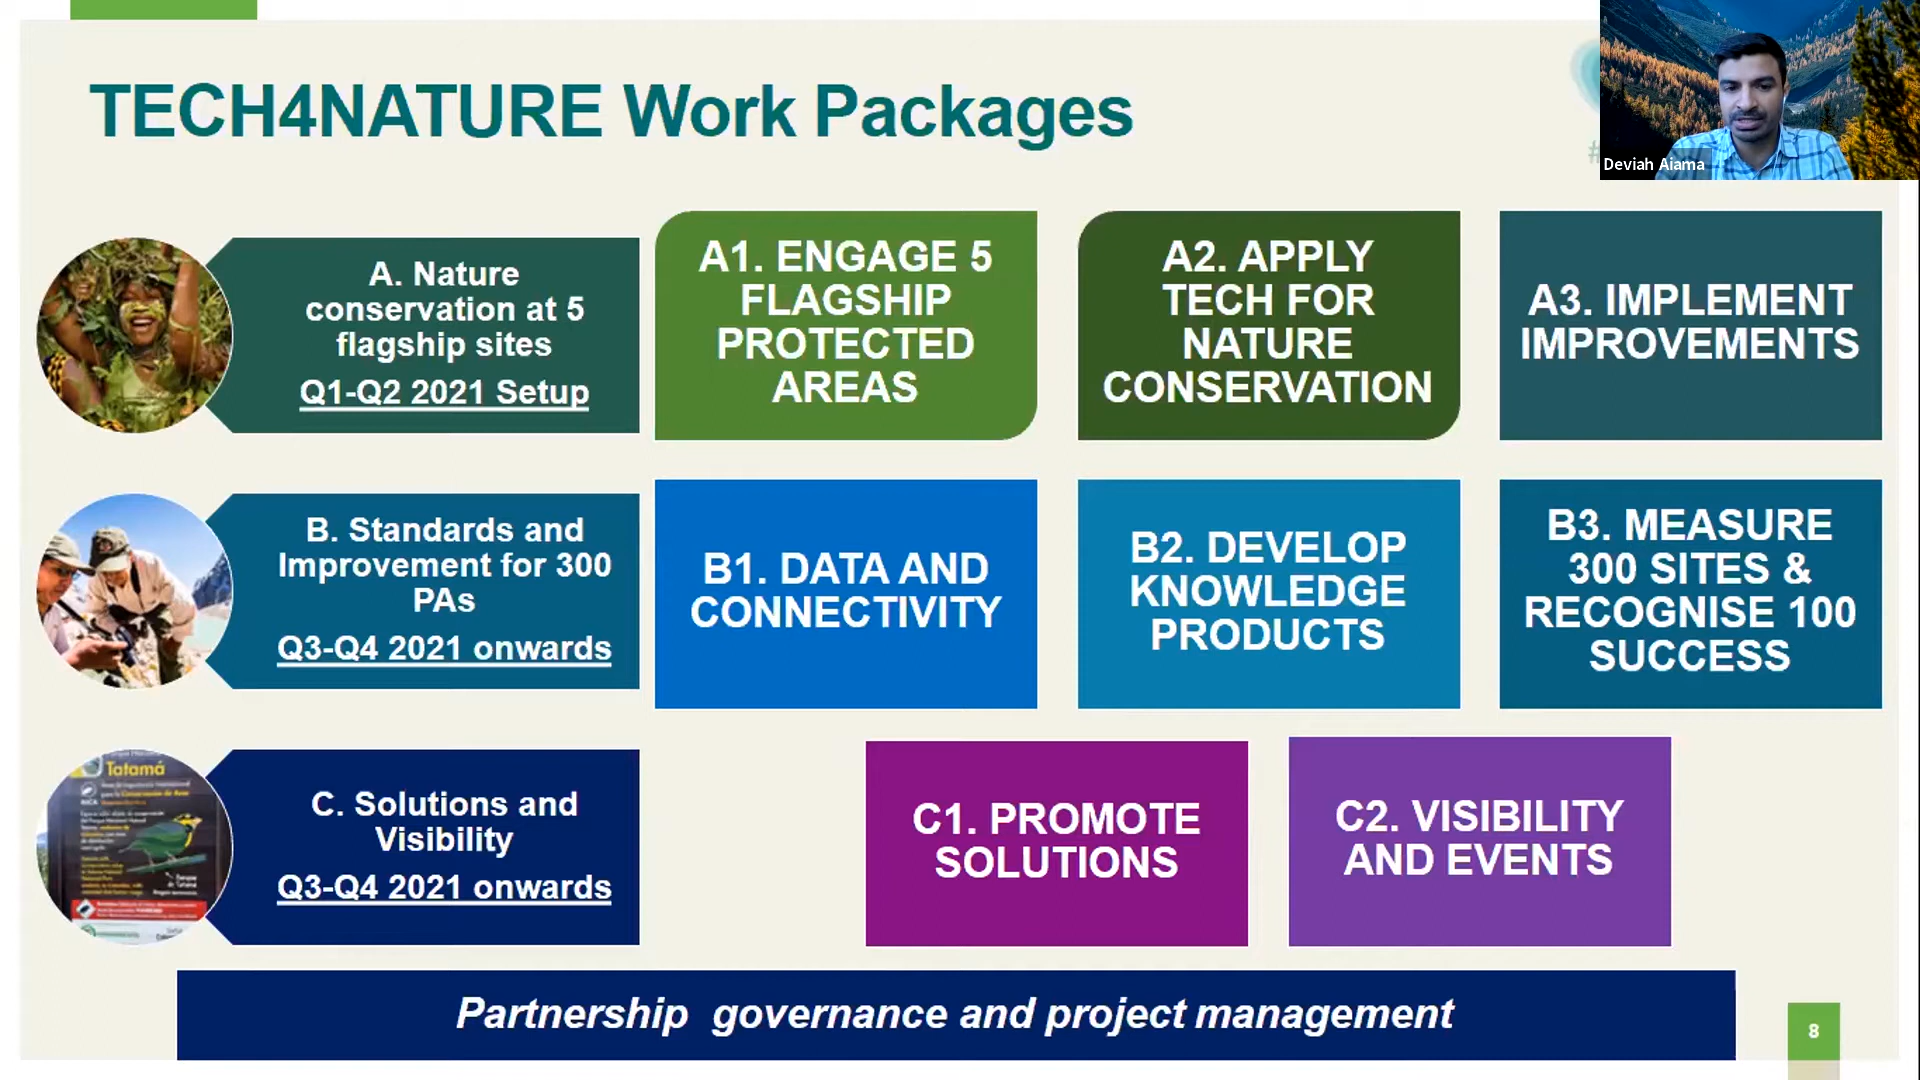 TECH4NATURE Work Packages
#
Deviah Aiama
A. Nature
conservation at 5
flagship sites
Q1-Q2 2021 Setup
A1. ENGAGE 5
FLAGSHIP
PROTECTED
AREAS
A2. APPLY
TECH FOR
NATURE
CONSERVATION
A3. IMPLEMENT
IMPROVEMENTS
B. Standards and
Improvement for 300
PAs
Q3-Q4 2021 onwards
B1. DATA AND
CONNECTIVITY
B2. DEVELOP
KNOWLEDGE
PRODUCTS
B3. MEASURE
300 SITES &
RECOGNISE 100
SUCCESS
Tatamá
C. Solutions and
Visibility
Q3-Q4 2021 onwards
C1. PROMOTE
SOLUTIONS
C2. VISIBILITY
AND EVENTS
Partnership governance and project management
8